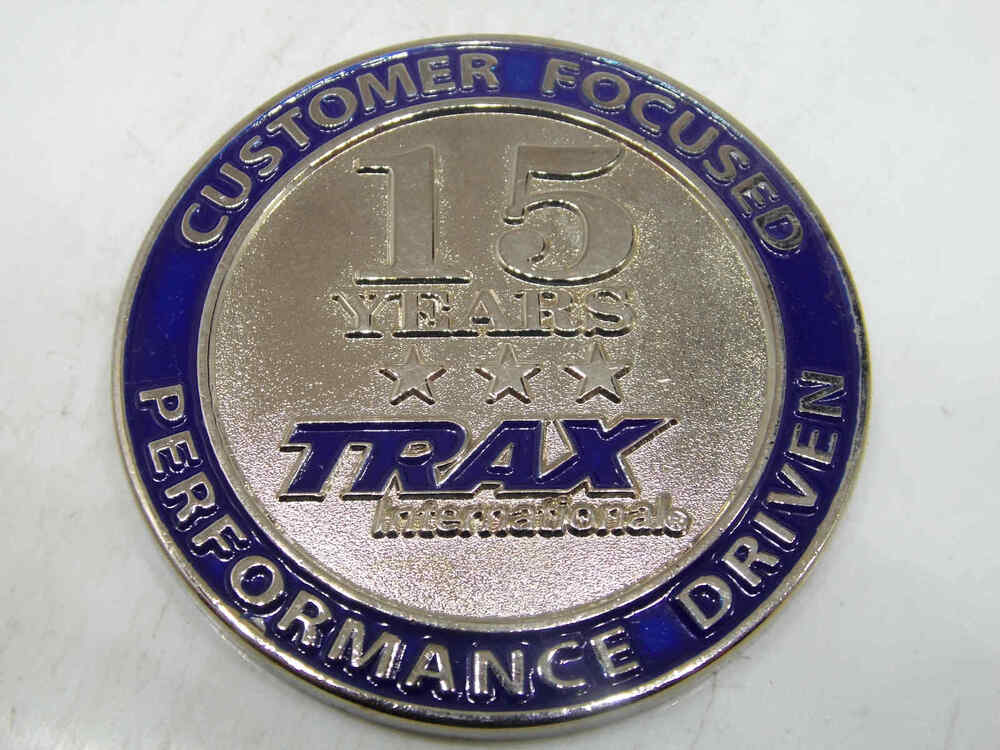 CUSTOMER FOCUSED
15
YEARS
TRAX
International®
PERFORMANCE DRIVEN